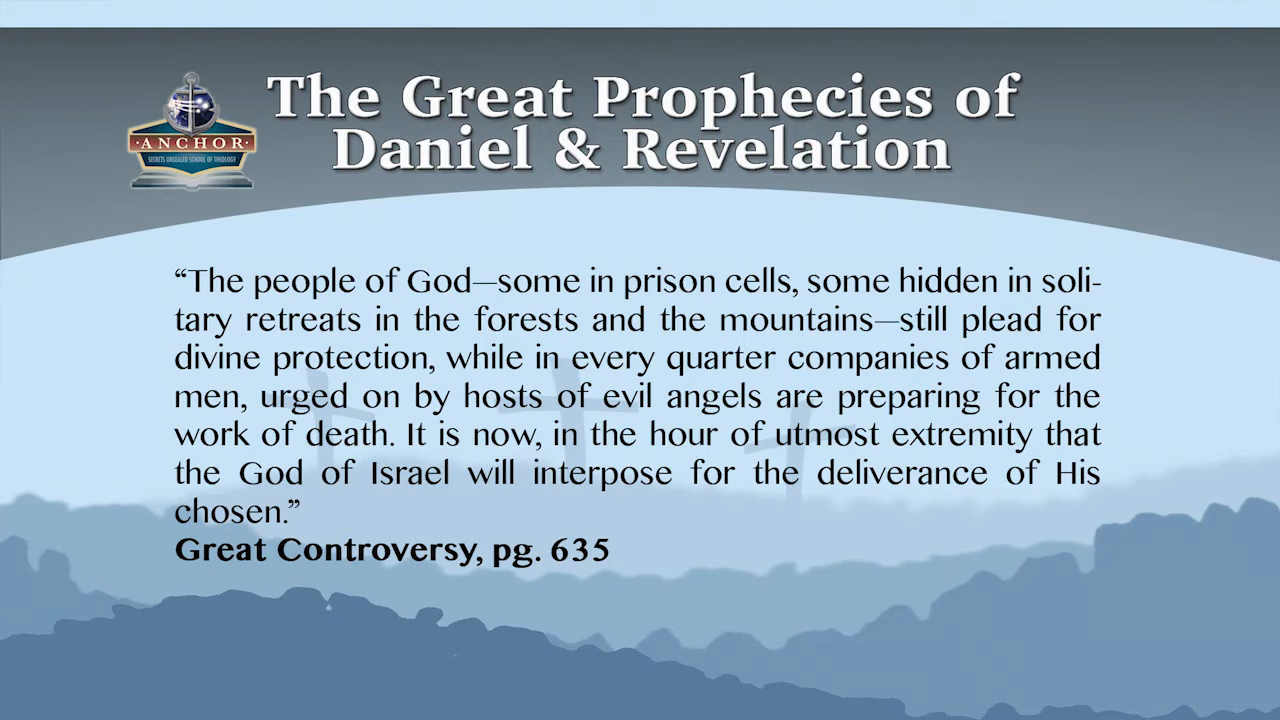 The Great Prophecies of
Daniel & Revelation
·ANCHOR·
SECRETS UNSEALED SCHOOL OF THEOLOGY
“The people of God—some in prison cells, some hidden in soli-
tary retreats in the forests and the mountains—still plead for
divine protection, while in every quarter companies of armed
men, urged on by hosts of evil angels are preparing for the
work of death. It is now, in the hour of utmost extremity that
the God of Israel will interpose for the deliverance of His
chosen.”
Great Controversy, pg. 635